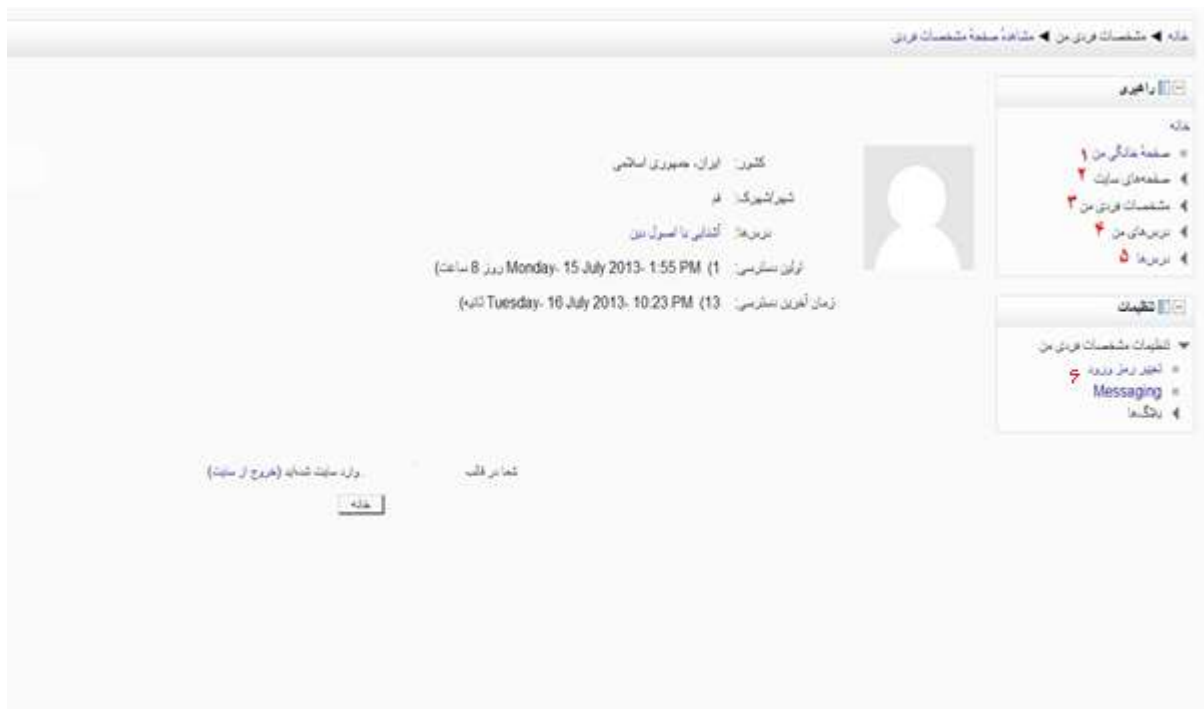 خانه ◄ مشخصات فردی من ◄ مشاهدهٔ صفحهٔ مشخصات فردی
راهبری
خانه
صفحهٔ خانگی من ۱
صفحه‌های سایت ۲
مشخصات فردی من ۳
درس‌های من ۴
درس‌ها ۵
تنظیمات
تنظیمات مشخصات فردی من
تغییر رمز ورود ۶
Messaging
بلاگ‌ها
کشور: ایران، جمهوری اسلامی
شهر/شهرک: قم
درس‌ها: آشنایی با اصول دین
اولین دسترسی: Monday، 15 July 2013، 1:55 PM (1 روز 8 ساعت)
زمان آخرین دسترسی: Tuesday، 16 July 2013، 10:23 PM (13 ثانیه)
شما در قالب وارد سایت شده‌اید (خروج از سایت)
خانه